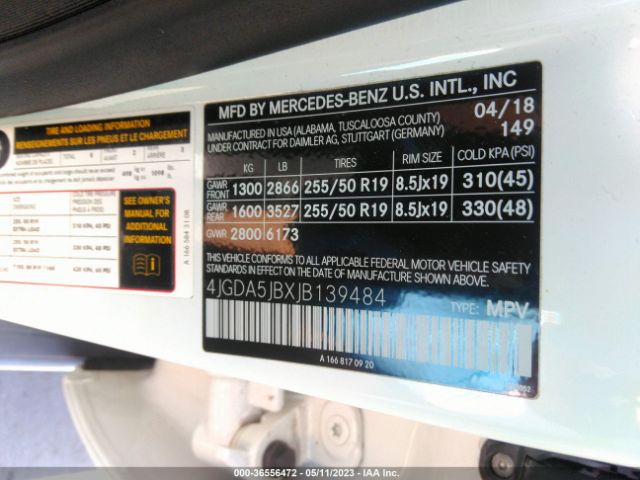 MFD BY MERCEDES-BENZ U.S. INTL., INC
MANUFACTURED IN USA (ALABAMA, TUSCALOOSA COUNTY) 04/18
UNDER CONTRACT FOR DAIMLER AG, STUTTGART (GERMANY) 149
KG LB TIRES RIM SIZE COLD KPA (PSI)
GAWR FRONT 1300 2866 255/50 R19 8.5Jx19 310(45)
GAWR REAR 1600 3527 255/50 R19 8.5Jx19 330(48)
GVWR 2800 6173
THIS VEHICLE CONFORMS TO ALL APPLICABLE FEDERAL MOTOR VEHICLE SAFETY
STANDARDS IN EFFECT ON THE DATE OF MANUFACTURE SHOWN ABOVE.
4JGDA5JBXJB139484 TYPE: MPV
A 166 817 09 20
TIRE AND LOADING INFORMATION
RENSEIGNEMENTS SUR LES PNEUS ET LE CHARGEMENT
SEE OWNER'S
MANUAL FOR
ADDITIONAL
INFORMATION
A 166 584 31 06
000-36556472 - 05/11/2023 - IAA Inc.